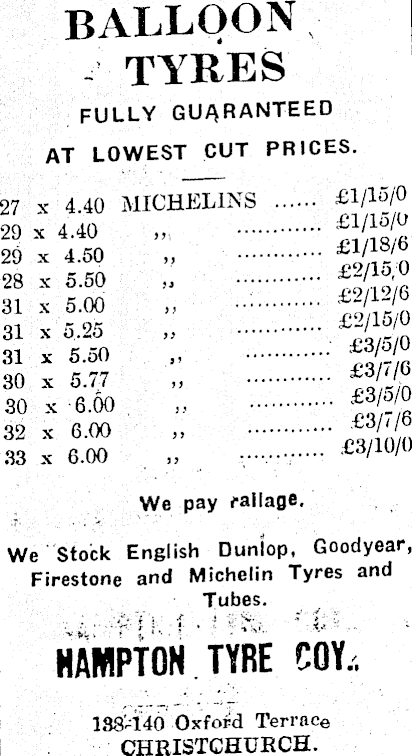 BALLOON
TYRES
FULLY GUARANTEED
AT LOWEST CUT PRICES.
27 x 4.40 MICHELINS ...... £1/15/0
29 x 4.40 ,, ............ £1/15/0
29 x 4.50 ,, ............ £1/18/6
28 x 5.50 ,, ............ £2/15/0
31 x 5.00 ,, ............ £2/12/6
31 x 5.25 ,, ............ £2/15/0
31 x 5.50 ,, ............ £3/5/0
30 x 5.77 ,, ............ £3/7/6
30 x 6.00 ,, ............ £3/5/0
32 x 6.00 ,, ............ £3/7/6
33 x 6.00 ,, ............ £3/10/0
We pay railage.
We Stock English Dunlop, Goodyear,
Firestone and Michelin Tyres and
Tubes.
HAMPTON TYRE COY.
138-140 Oxford Terrace
CHRISTCHURCH.